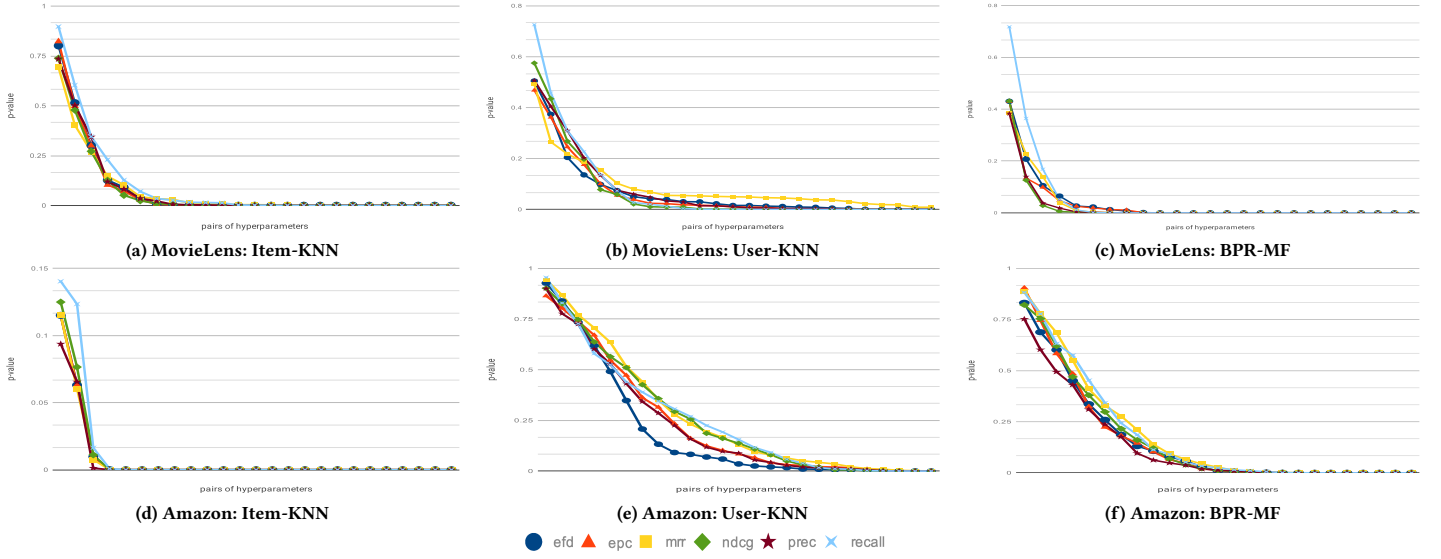 1
0.75
0.5
0.25
0
p-value
pairs of hyperparameters
(a) MovieLens: Item-KNN
0.8
0.6
0.4
0.2
0
p-value
pairs of hyperparameters
(b) MovieLens: User-KNN
0.8
0.6
0.4
0.2
0
p-value
pairs of hyperparameters
(c) MovieLens: BPR-MF
0.15
0.1
0.05
0
p-value
pairs of hyperparameters
(d) Amazon: Item-KNN
1
0.75
0.5
0.25
0
p-value
pairs of hyperparameters
(e) Amazon: User-KNN
1
0.75
0.5
0.25
0
p-value
pairs of hyperparameters
(f) Amazon: BPR-MF
efd epc mrr ndcg prec recall